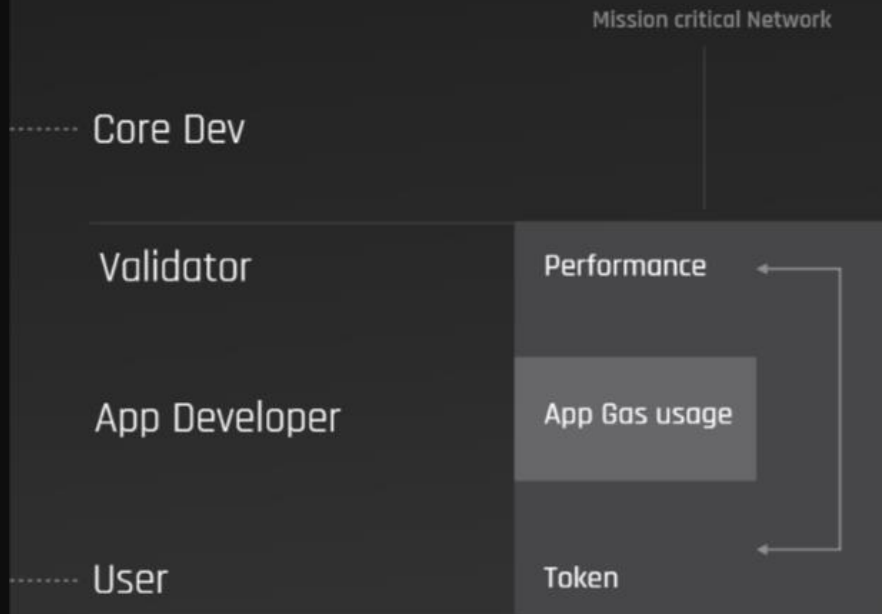 Mission critical Network
Core Dev
Validator
Performance
App Developer
App Gas usage
User
Token